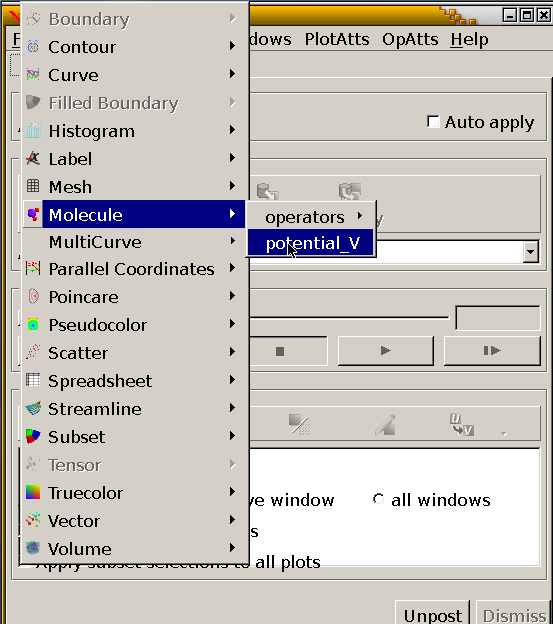 F
dows PlotAtts OpAtts Help
Boundary
Contour
Curve
Filled Boundary
Auto apply
Histogram
Label
Mesh
Molecule
operators
y
MultiCurve
potential_V
Parallel Coordinates
Poincare
Pseudocolor
Scatter
Spreadsheet
Streamline
Subset
Tensor
Truecolor
ve window all windows
Vector
s
Volume
Apply subset selections to all plots
Unpost Dismiss